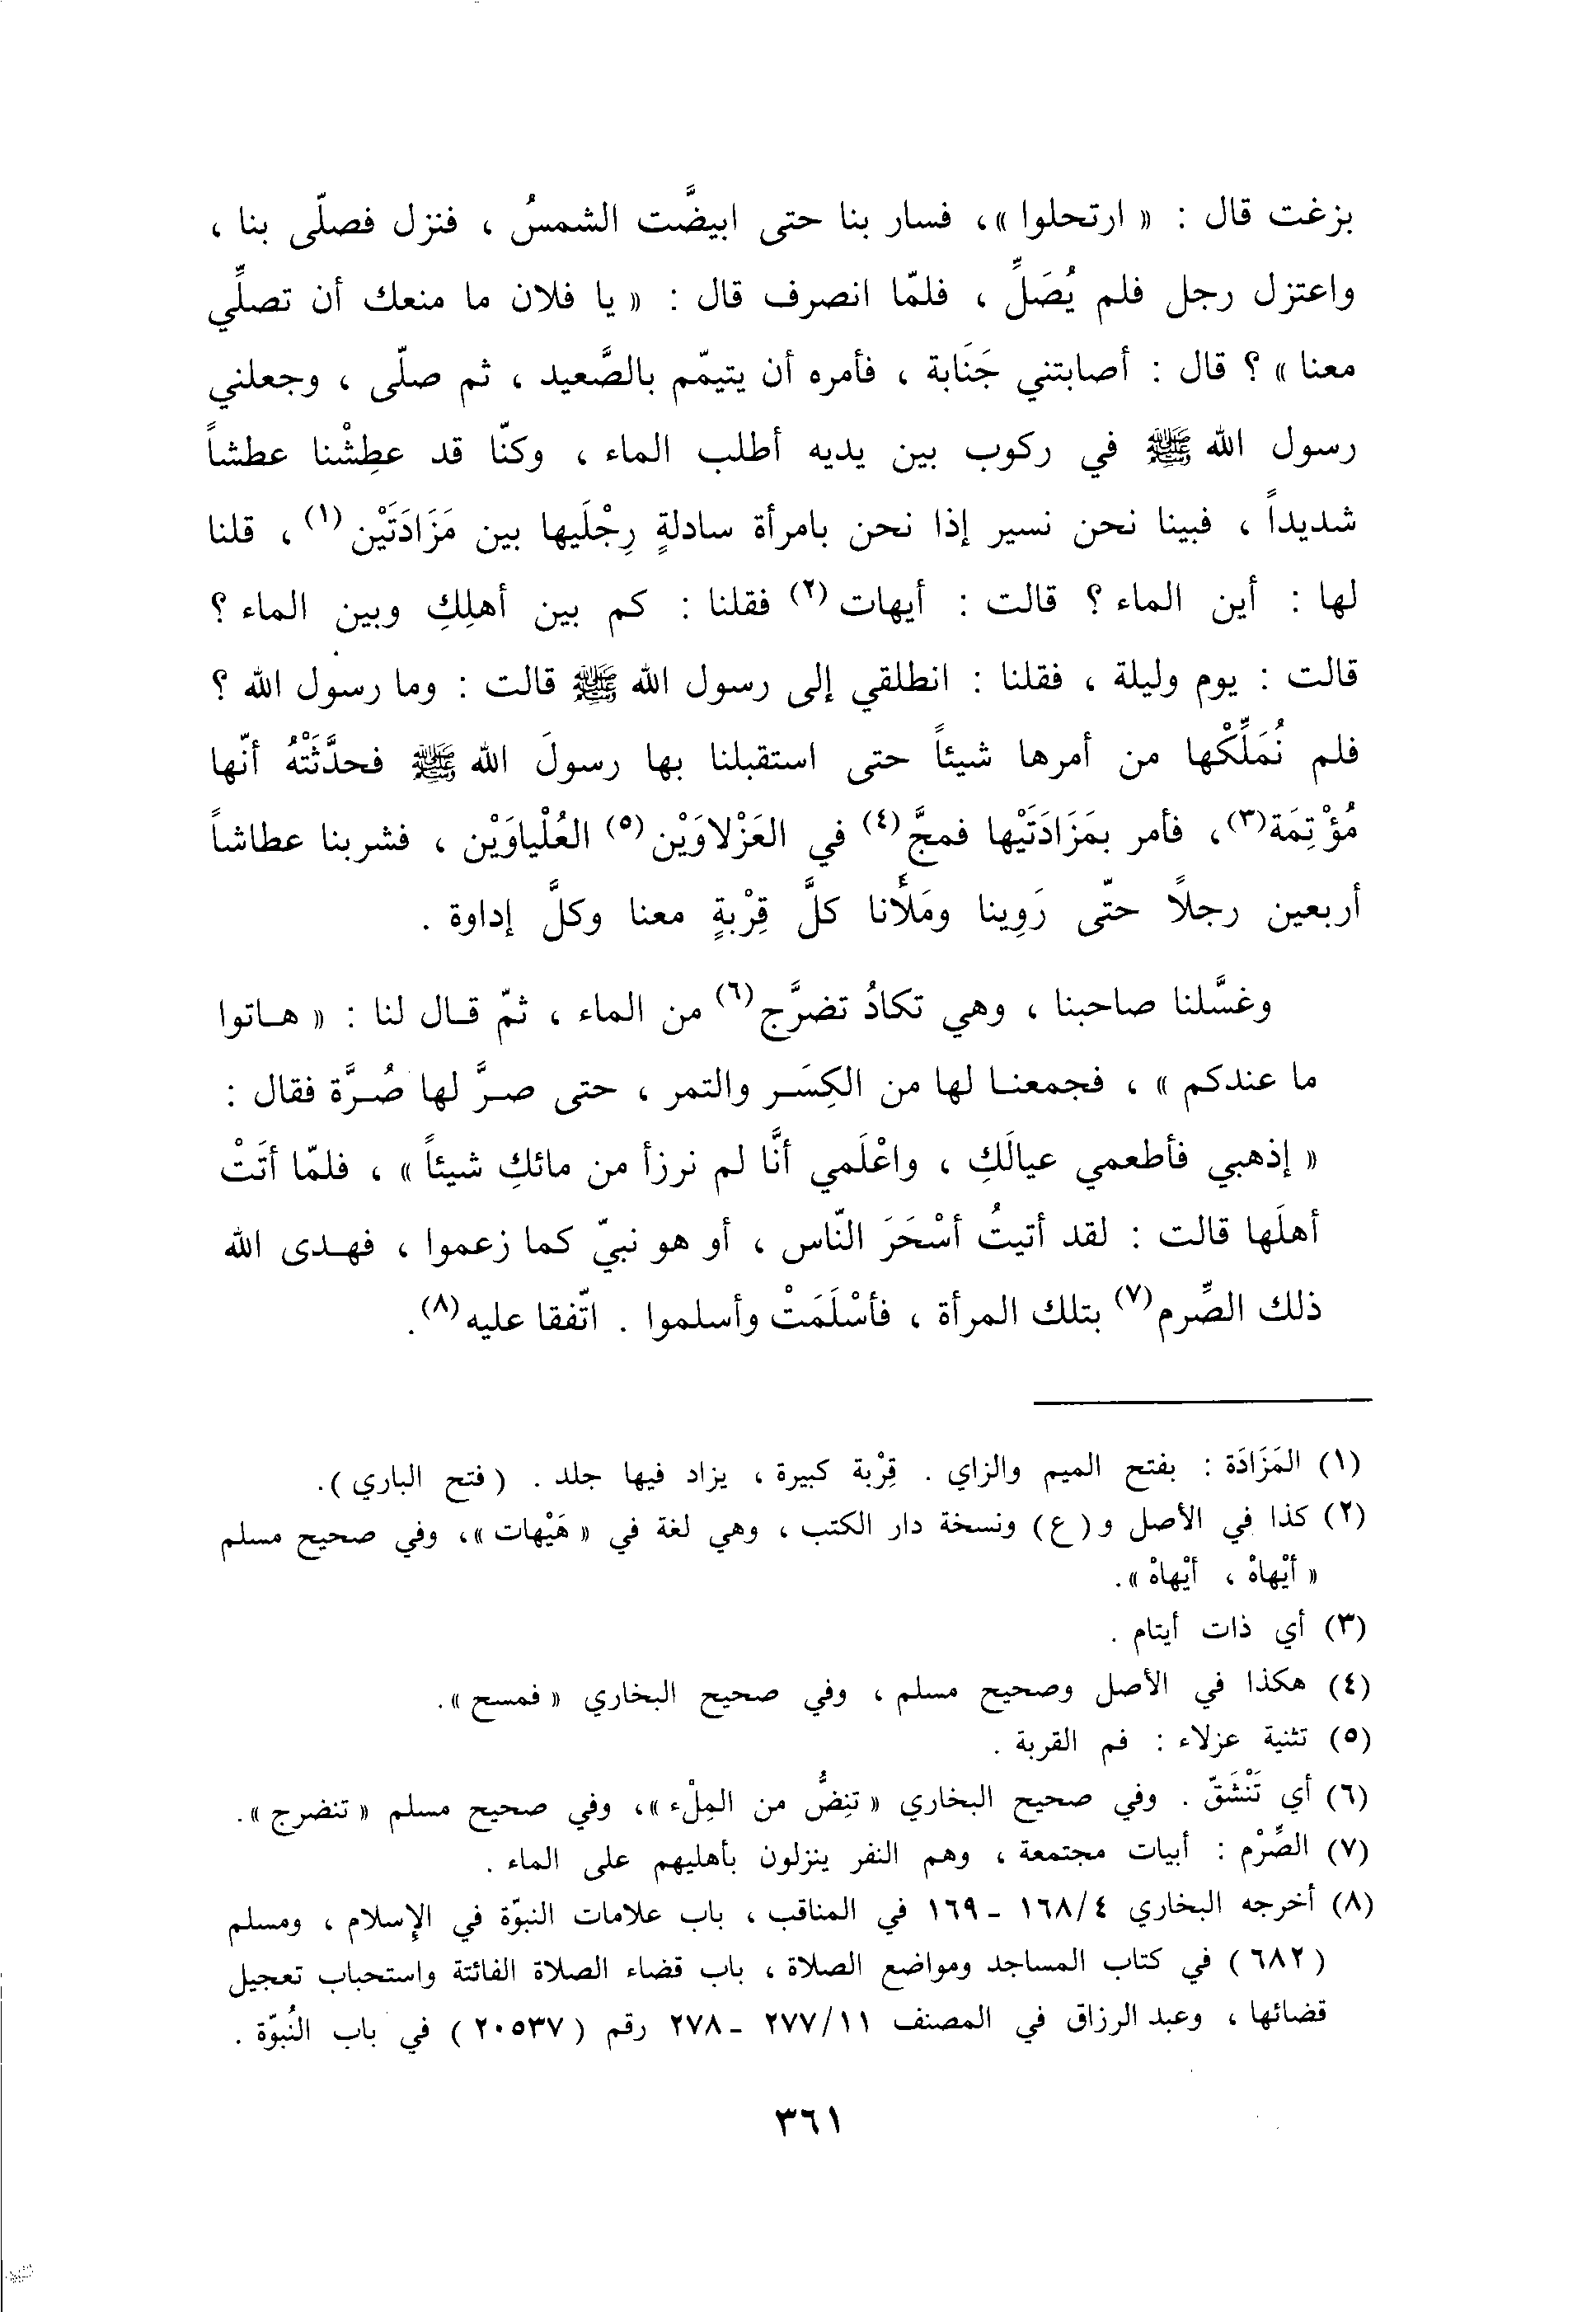 بزغت قال : « ارتحلوا »، فسار بنا حتى ابيضَّت الشمسُ ، فنزل فصلّى بنا ،
واعتزل رجل فلم يُصَلِّ ، فلمّا انصرف قال : « يا فلان ما منعك أن تصلِّي
معنا » ؟ قال : أصابتني جَنَابة ، فأمره أن يتيمّم بالصَّعيد ، ثم صلّى ، وجعلني
رسول الله ﷺ في ركوب بين يديه أطلب الماء ، وكنّا قد عطِشْنا عطشاً
شديداً ، فبينا نحن نسير إذا نحن بامرأة سادلةٍ رِجْلَيها بين مَزَادَتَيْن(١) ، قلنا
لها : أين الماء ؟ قالت : أيهات(٢) فقلنا : كم بين أهلِكِ وبين الماء ؟
قالت : يوم وليلة ، فقلنا : انطلقي إلى رسول الله ﷺ قالت : وما رسول الله ؟
فلم نُمَلِّكْها من أمرها شيئاً حتى استقبلنا بها رسولَ الله ﷺ فحدَّثَتْهُ أنّها
مُؤْتِمَة(٣)، فأمر بمَزَادَتَيْها فمجَّ(٤) في العَزْلاوَيْن(٥) العُلْياوَيْن ، فشربنا عطاشاً
أربعين رجلاً حتّى رَوِينا ومَلأْنا كلَّ قِرْبةٍ معنا وكلَّ إداوة .
وغسَّلنا صاحبنا ، وهي تكادُ تضرَّج(٦) من الماء ، ثمّ قال لنا : « هاتوا
ما عندكم » ، فجمعنا لها من الكِسَر والتمر ، حتى صرَّ لها صُرَّة فقال :
« إذهبي فأطعمي عيالَكِ ، واعْلَمي أنَّا لم نرزأ من مائكِ شيئاً » ، فلمّا أتَتْ
أهلَها قالت : لقد أتيتُ أسْحَرَ النّاس ، أو هو نبيّ كما زعموا ، فهدى الله
ذلك الصِّرم(٧) بتلك المرأة ، فأسْلَمَتْ وأسلموا . اتّفقا عليه(٨).
(١) المَزَادَة : بفتح الميم والزاي . قِرْبة كبيرة ، يزاد فيها جلد . ( فتح الباري ).
(٢) كذا في الأصل و ( ع ) ونسخة دار الكتب ، وهي لغة في « هَيْهات »، وفي صحيح مسلم
« أيْهاهْ ، أيْهاهْ ».
(٣) أي ذات أيتام .
(٤) هكذا في الأصل وصحيح مسلم ، وفي صحيح البخاري « فمسح ».
(٥) تثنية عزلاء : فم القربة .
(٦) أي تَنْشَقّ . وفي صحيح البخاري « تنِضُّ من المِلْء »، وفي صحيح مسلم « تنضرج ».
(٧) الصِّرْم : أبيات مجتمعة ، وهم النفر ينزلون بأهليهم على الماء .
(٨) أخرجه البخاري ٤/ ١٦٨ - ١٦٩ في المناقب ، باب علامات النبوّة في الإسلام ، ومسلم
( ٦٨٢ ) في كتاب المساجد ومواضع الصلاة ، باب قضاء الصلاة الفائتة واستحباب تعجيل
قضائها ، وعبد الرزاق في المصنف ١١/ ٢٧٧ - ٢٧٨ رقم ( ٢٠٥٣٧ ) في باب النُبوّة .
٣٦١